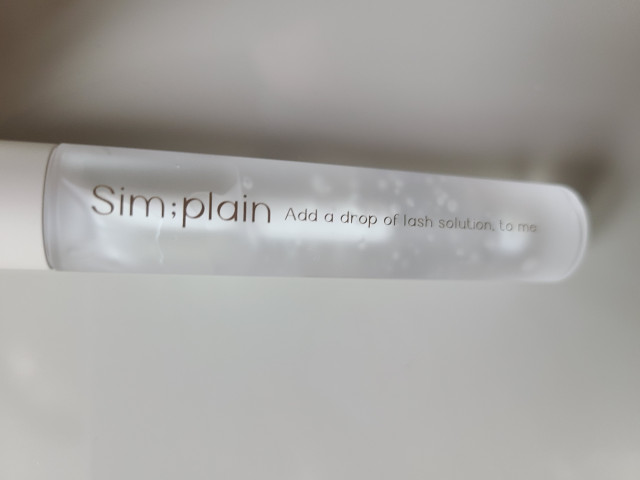 Sim;plain Add a drop of lash solution, to me